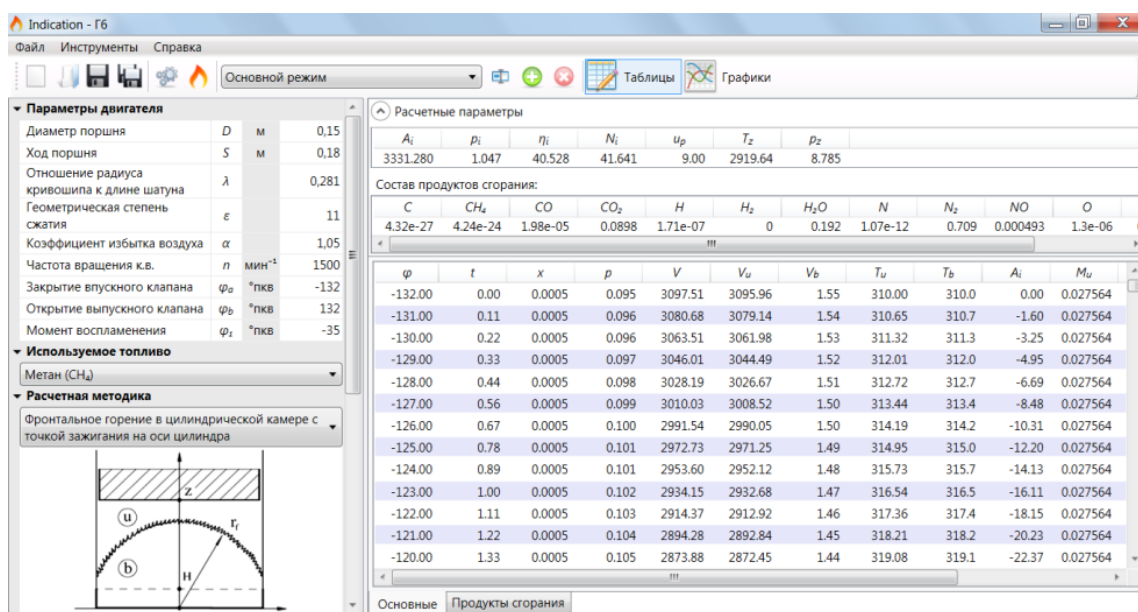 Indication - Г6
Файл Инструменты Справка
Основной режим Таблицы Графики
Параметры двигателя
Диаметр поршня D м 0,15
Ход поршня S м 0,18
Отношение радиуса
кривошипа к длине шатуна λ 0,281
Геометрическая степень
сжатия ε 11
Коэффициент избытка воздуха α 1,05
Частота вращения к.в. n мин⁻¹ 1500
Закрытие впускного клапана φa °пкв -132
Открытие выпускного клапана φb °пкв 132
Момент воспламенения φz °пкв -35
Используемое топливо
Метан (CH₄)
Расчетная методика
Фронтальное горение в цилиндрической камере с
точкой зажигания на оси цилиндра
z
u
rf
b
H
Расчетные параметры
Ai pi ηi Ni up Tz pz
3331.280 1.047 40.528 41.641 9.00 2919.64 8.785
Состав продуктов сгорания:
C CH₄ CO CO₂ H H₂ H₂O N N₂ NO O
4.32e-27 4.24e-24 1.98e-05 0.0898 1.71e-07 0 0.192 1.07e-12 0.709 0.000493 1.3e-06
φ t x p V Vu Vb Tu Tb Ai Mu
-132.00 0.00 0.0005 0.095 3097.51 3095.96 1.55 310.00 310.0 0.00 0.027564
-131.00 0.11 0.0005 0.096 3080.68 3079.14 1.54 310.65 310.7 -1.60 0.027564
-130.00 0.22 0.0005 0.096 3063.51 3061.98 1.53 311.32 311.3 -3.25 0.027564
-129.00 0.33 0.0005 0.097 3046.01 3044.49 1.52 312.01 312.0 -4.95 0.027564
-128.00 0.44 0.0005 0.098 3028.19 3026.67 1.51 312.72 312.7 -6.69 0.027564
-127.00 0.56 0.0005 0.099 3010.03 3008.52 1.50 313.44 313.4 -8.48 0.027564
-126.00 0.67 0.0005 0.100 2991.54 2990.05 1.50 314.19 314.2 -10.31 0.027564
-125.00 0.78 0.0005 0.101 2972.73 2971.25 1.49 314.95 315.0 -12.20 0.027564
-124.00 0.89 0.0005 0.101 2953.60 2952.12 1.48 315.73 315.7 -14.13 0.027564
-123.00 1.00 0.0005 0.102 2934.15 2932.68 1.47 316.54 316.5 -16.11 0.027564
-122.00 1.11 0.0005 0.103 2914.37 2912.92 1.46 317.36 317.4 -18.15 0.027564
-121.00 1.22 0.0005 0.104 2894.28 2892.84 1.45 318.21 318.2 -20.23 0.027564
-120.00 1.33 0.0005 0.105 2873.88 2872.45 1.44 319.08 319.1 -22.37 0.027564
Основные Продукты сгорания